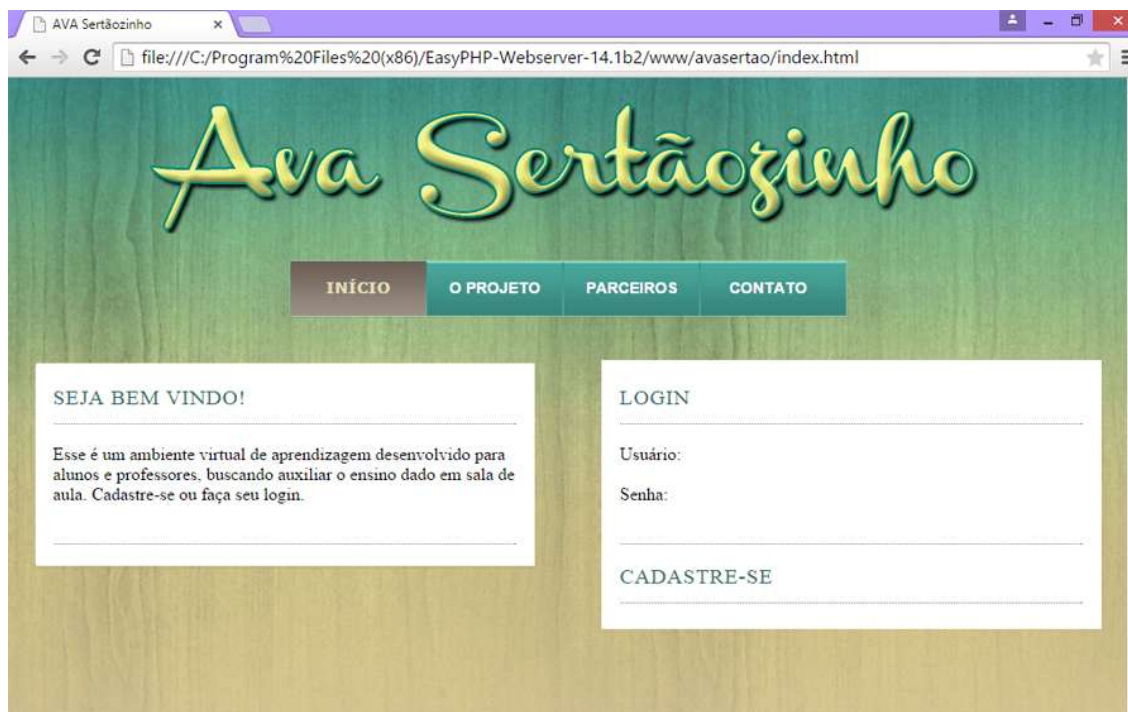 AVA Sertãozinho
file:///C:/Program%20Files%20(x86)/EasyPHP-Webserver-14.1b2/www/avasertao/index.html
Ava Sertãozinho
INÍCIO O PROJETO PARCEIROS CONTATO
SEJA BEM VINDO!
Esse é um ambiente virtual de aprendizagem desenvolvido para
alunos e professores, buscando auxiliar o ensino dado em sala de
aula. Cadastre-se ou faça seu login.
LOGIN
Usuário:
Senha:
CADASTRE-SE